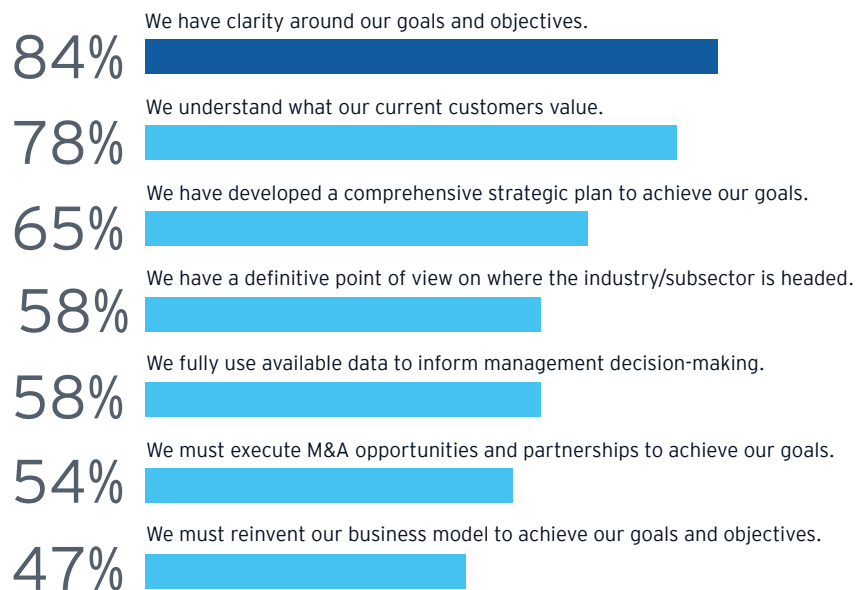 We have clarity around our goals and objectives.
84%
We understand what our current customers value.
78%
We have developed a comprehensive strategic plan to achieve our goals.
65%
We have a definitive point of view on where the industry/subsector is headed.
58%
We fully use available data to inform management decision-making.
58%
We must execute M&A opportunities and partnerships to achieve our goals.
54%
We must reinvent our business model to achieve our goals and objectives.
47%